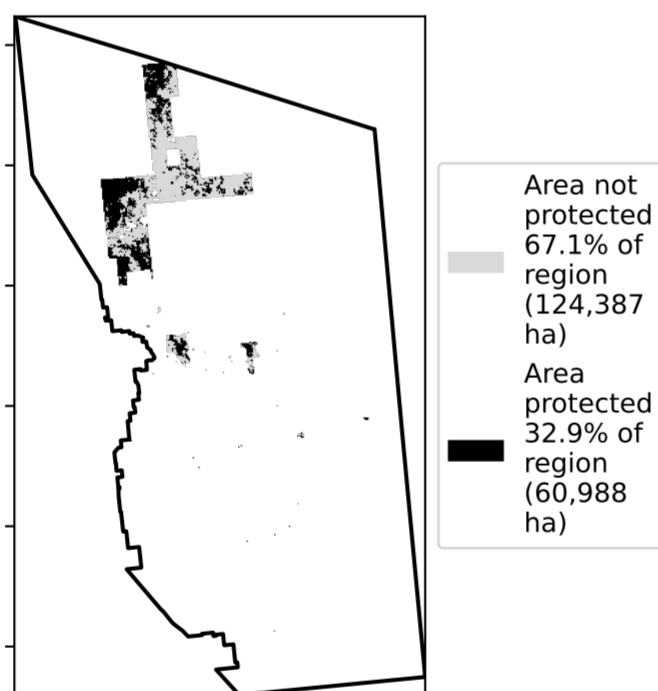 Area not
protected
67.1% of
region
(124,387
ha)
Area
protected
32.9% of
region
(60,988
ha)